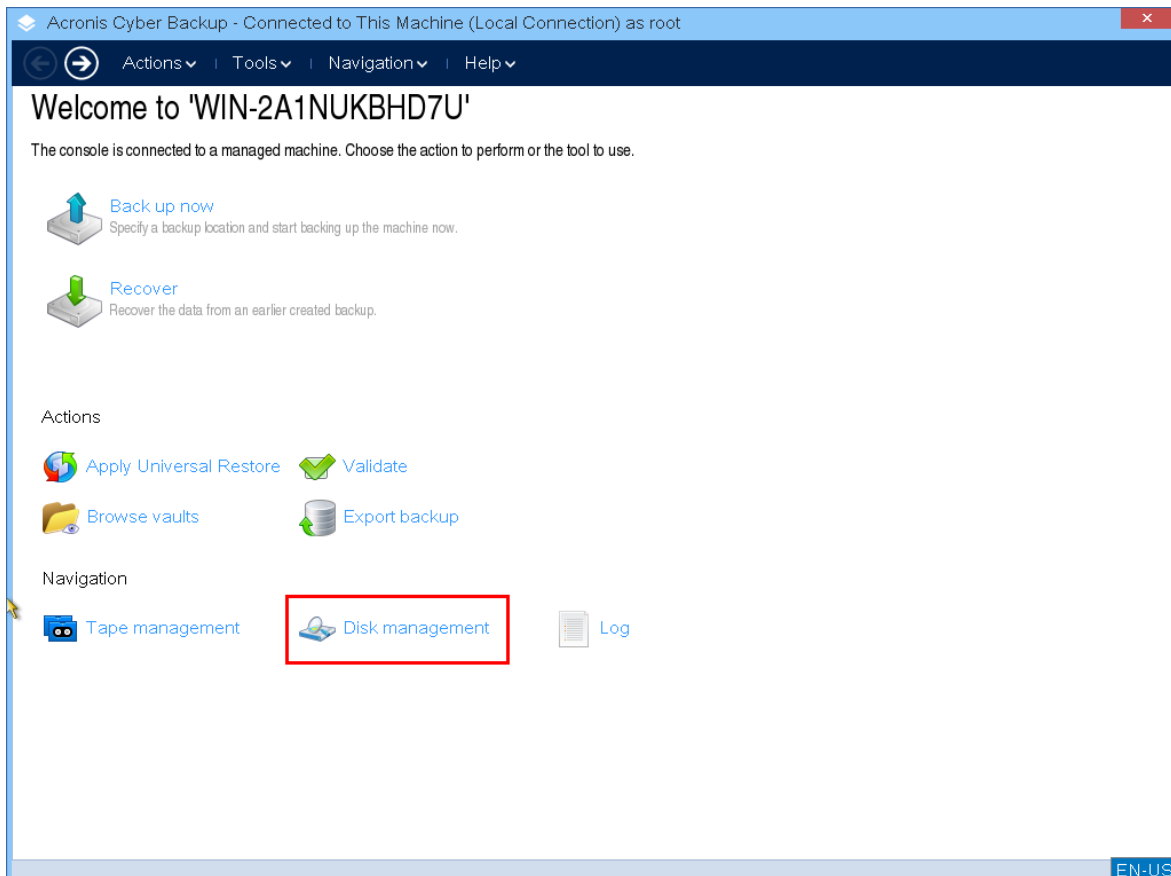 Acronis Cyber Backup - Connected to This Machine (Local Connection) as root
Actions Tools Navigation Help
Welcome to 'WIN-2A1NUKBHD7U'
The console is connected to a managed machine. Choose the action to perform or the tool to use.
Back up now
Specify a backup location and start backing up the machine now.
Recover
Recover the data from an earlier created backup.
Actions
Apply Universal Restore Validate
Browse vaults Export backup
Navigation
Tape management Disk management Log
EN-US